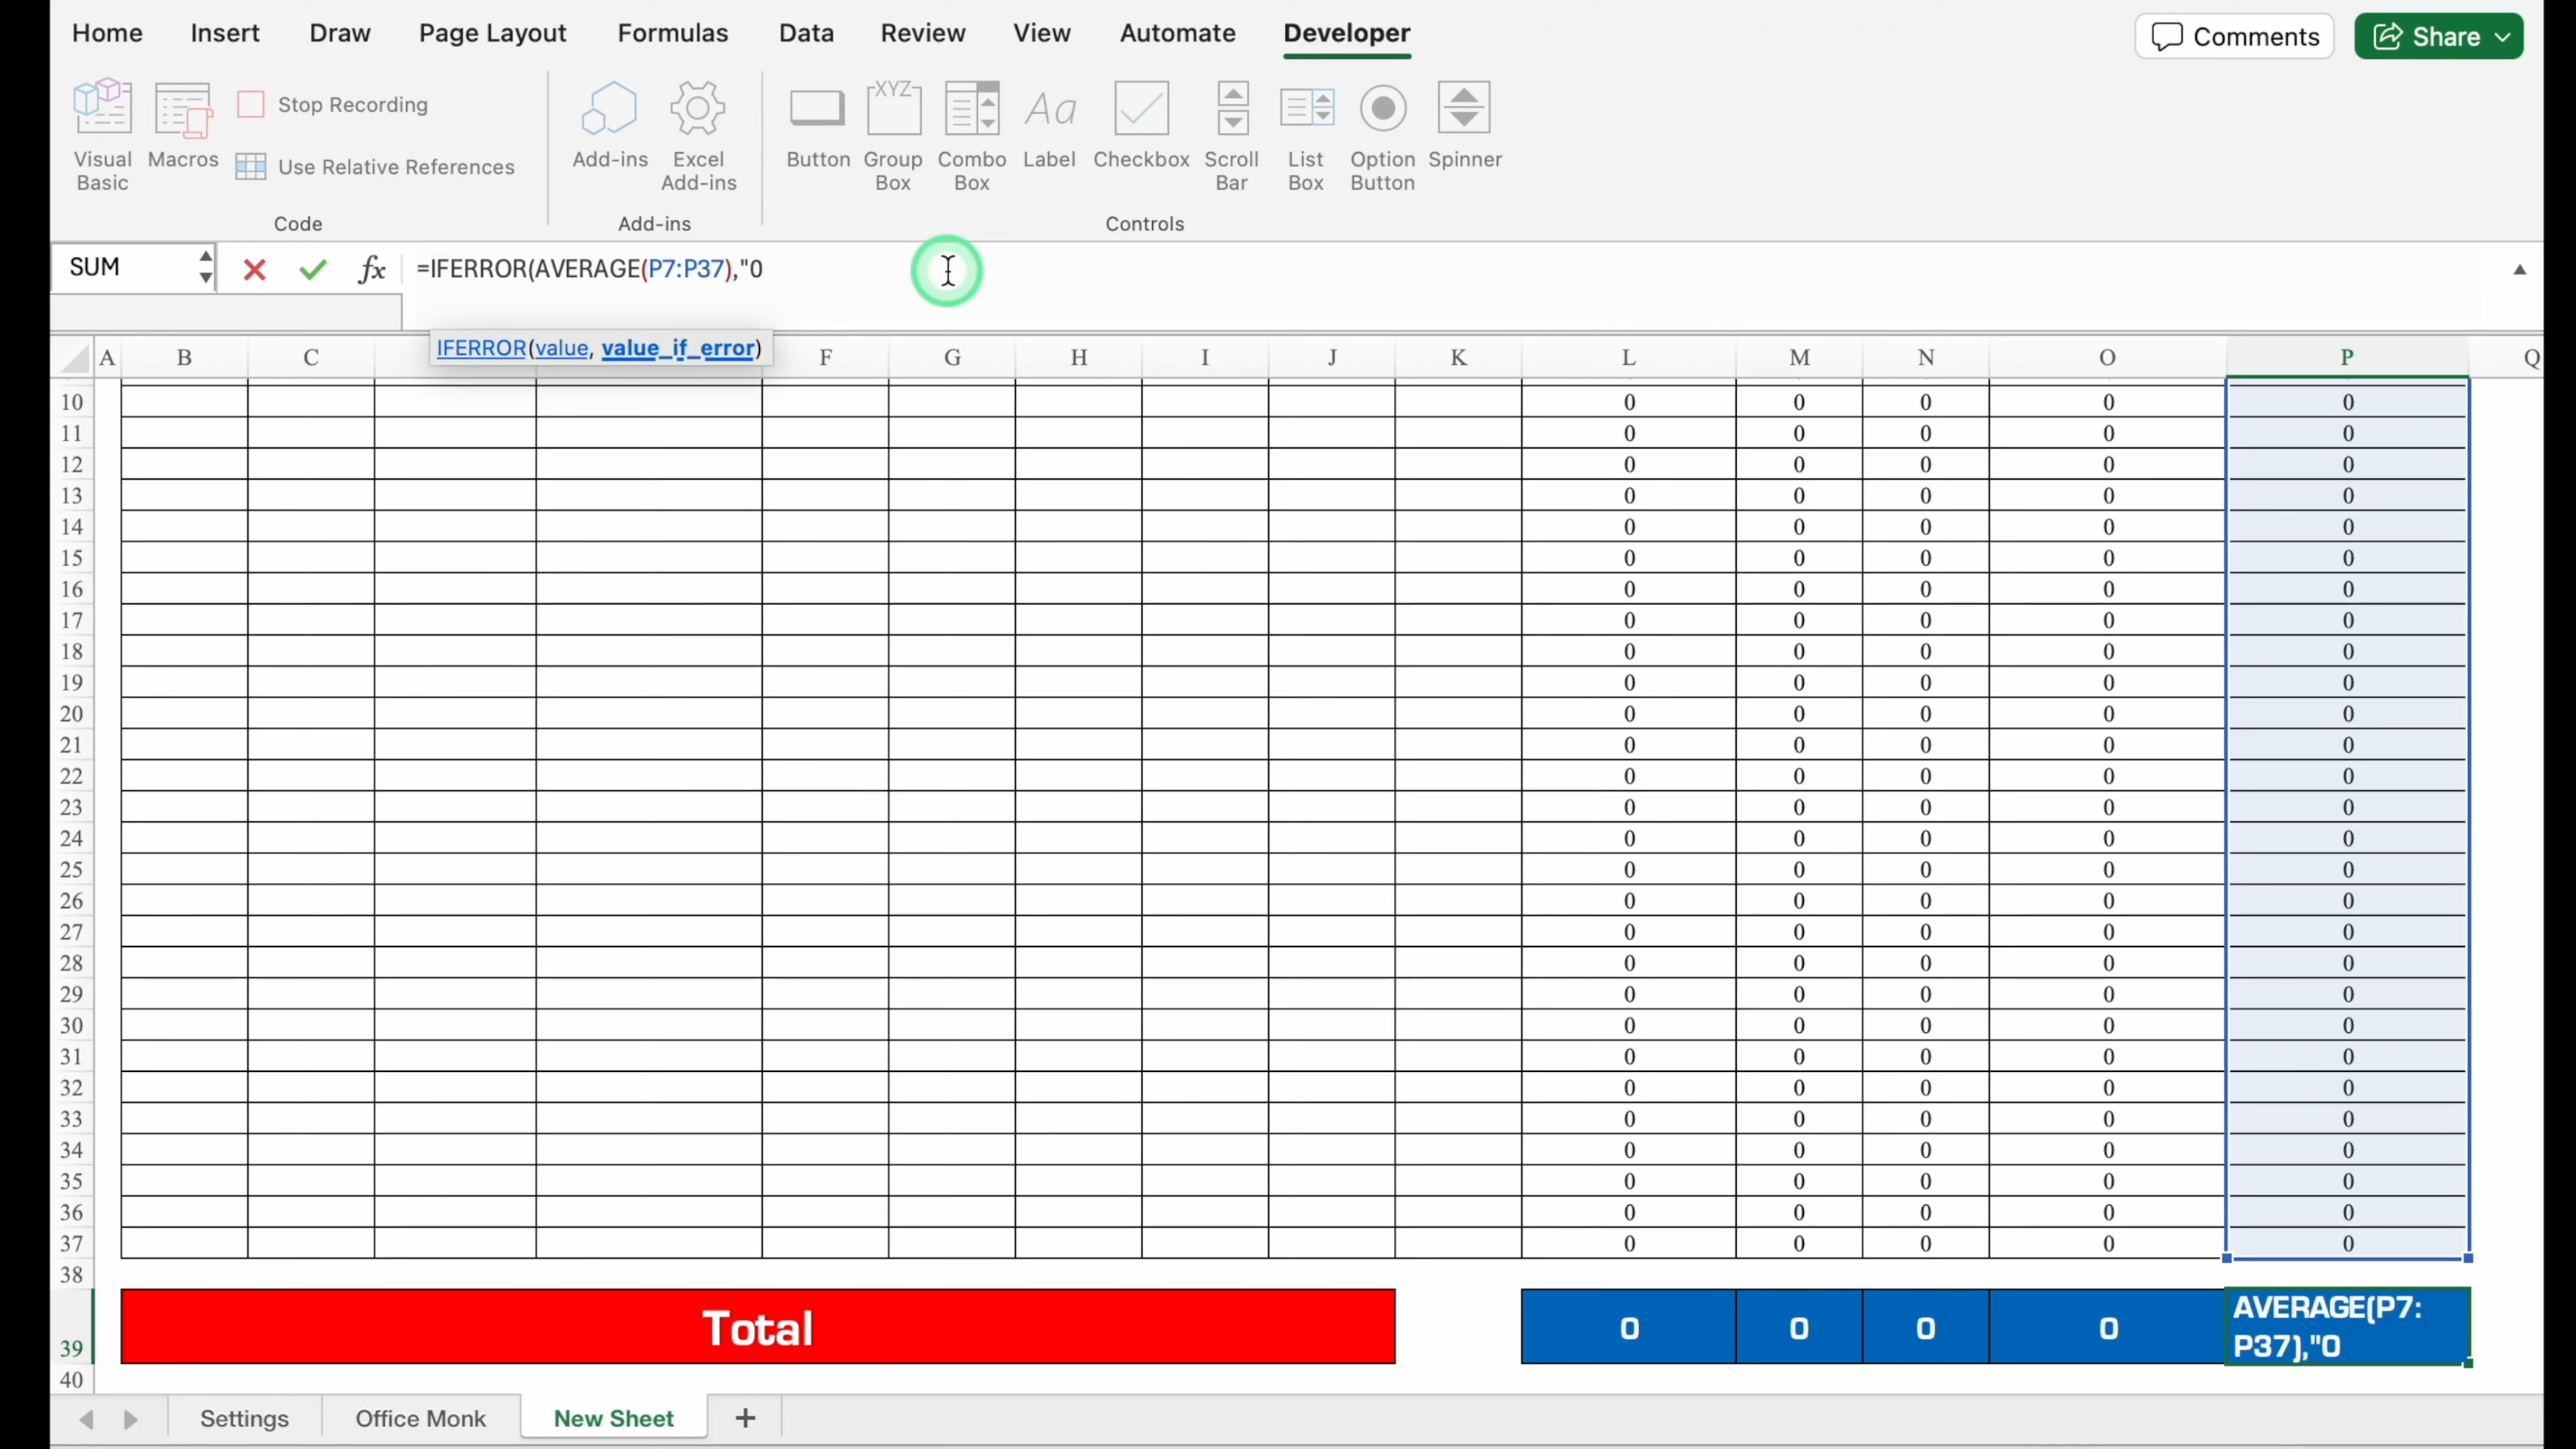 Home Insert Draw Page Layout Formulas Data Review View Automate Developer Comments Share
Stop Recording
Use Relative References
Visual Basic Macros Add-ins Excel Add-ins Button XYZ Group Box Combo Box Aa Label Checkbox Scroll Bar List Box Option Button Spinner
Code Add-ins Controls
SUM fx =IFERROR(AVERAGE(P7:P37),"0
IFERROR(value, value_if_error)
A B C F G H I J K L M N O P Q
10 0 0 0 0 0
11 0 0 0 0 0
12 0 0 0 0 0
13 0 0 0 0 0
14 0 0 0 0 0
15 0 0 0 0 0
16 0 0 0 0 0
17 0 0 0 0 0
18 0 0 0 0 0
19 0 0 0 0 0
20 0 0 0 0 0
21 0 0 0 0 0
22 0 0 0 0 0
23 0 0 0 0 0
24 0 0 0 0 0
25 0 0 0 0 0
26 0 0 0 0 0
27 0 0 0 0 0
28 0 0 0 0 0
29 0 0 0 0 0
30 0 0 0 0 0
31 0 0 0 0 0
32 0 0 0 0 0
33 0 0 0 0 0
34 0 0 0 0 0
35 0 0 0 0 0
36 0 0 0 0 0
37 0 0 0 0 0
38
39 Total 0 0 0 0 AVERAGE(P7:
P37),"0
40
Settings Office Monk New Sheet +